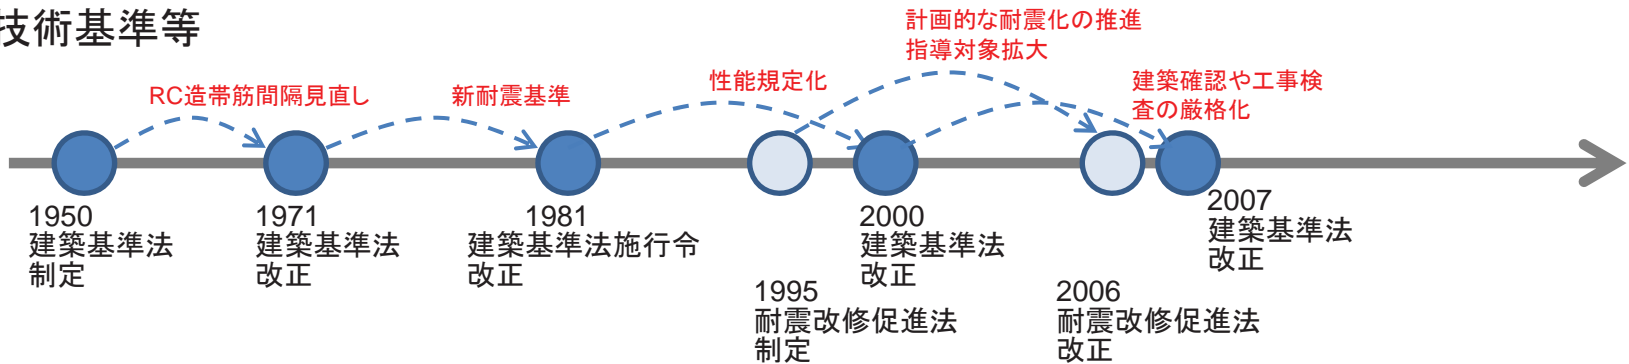 技術基準等
計画的な耐震化の推進
指導対象拡大
RC造帯筋間隔見直し
新耐震基準
性能規定化
建築確認や工事検
査の厳格化
1950
建築基準法
制定
1971
建築基準法
改正
1981
建築基準法施行令
改正
1995
耐震改修促進法
制定
2000
建築基準法
改正
2006
耐震改修促進法
改正
2007
建築基準法
改正